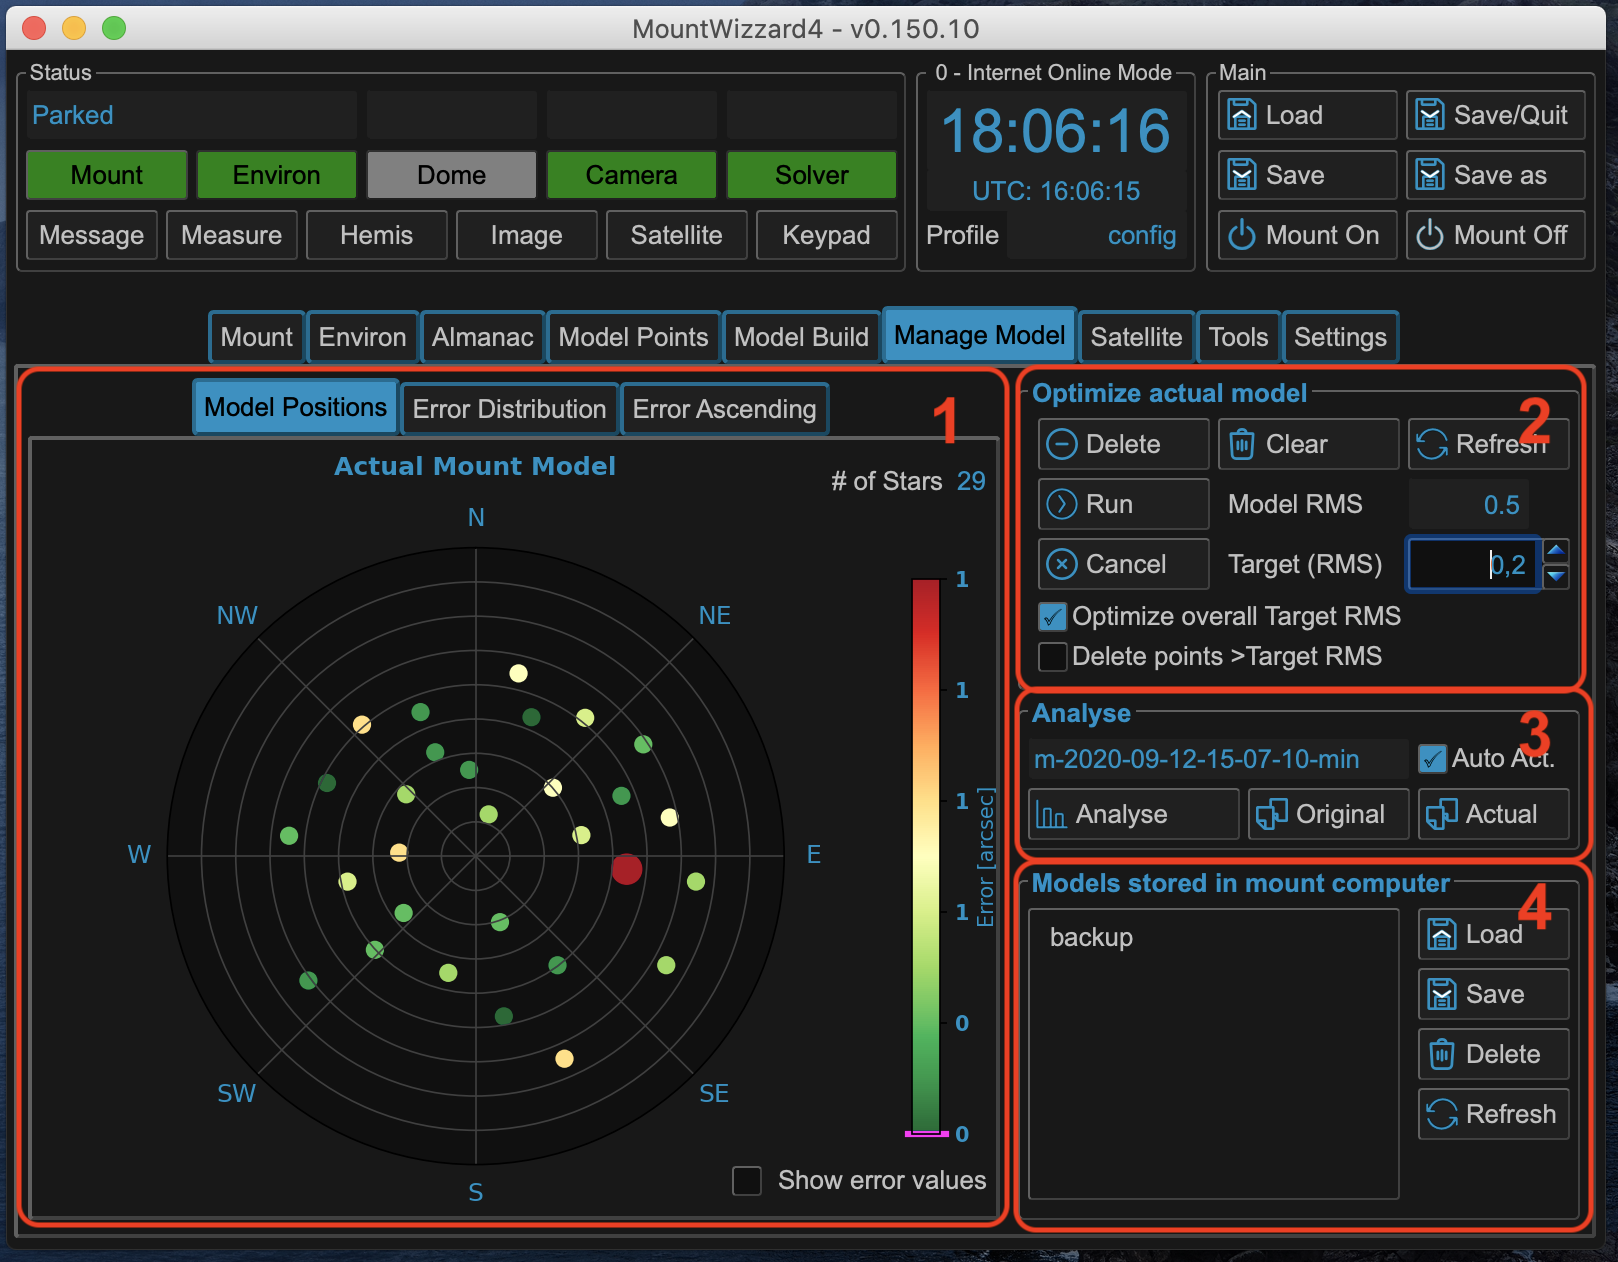 MountWizzard4 - v0.150.10
Status
Parked
Mount Environ Dome Camera Solver
Message Measure Hemis Image Satellite Keypad
0 - Internet Online Mode
18:06:16
UTC: 16:06:15
Profile config
Main
Load Save/Quit
Save Save as
Mount On Mount Off
Mount Environ Almanac Model Points Model Build Manage Model Satellite Tools Settings
Model Positions Error Distribution Error Ascending
1
Actual Mount Model
# of Stars 29
N
NW
NE
W
E
SW
SE
S
1
1
1
1
0
0
Error [arcsec]
Show error values
Optimize actual model
2
Delete Clear Refresh
Run Model RMS 0.5
Cancel Target (RMS) 0,2
Optimize overall Target RMS
Delete points >Target RMS
Analyse
3
m-2020-09-12-15-07-10-min Auto Act.
Analyse Original Actual
Models stored in mount computer
4
backup
Load
Save
Delete
Refresh